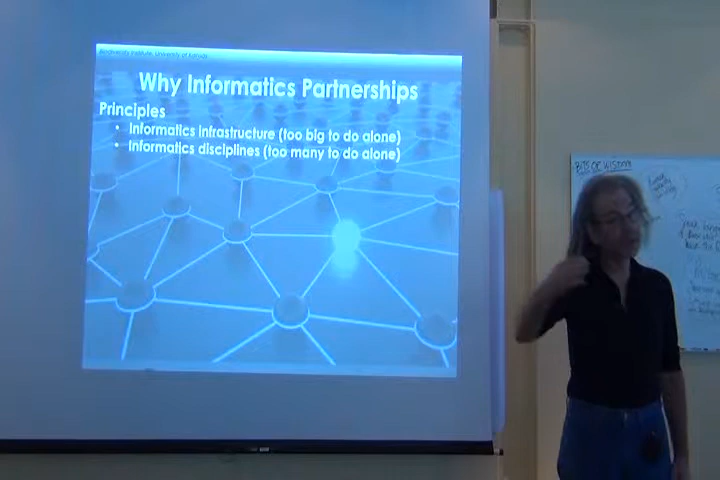 Biodiversity Institute, University of Kansas
Why Informatics Partnerships
Principles
• Informatics infrastructure (too big to do alone)
• Informatics disciplines (too many to do alone)
BITS OF WISDOM